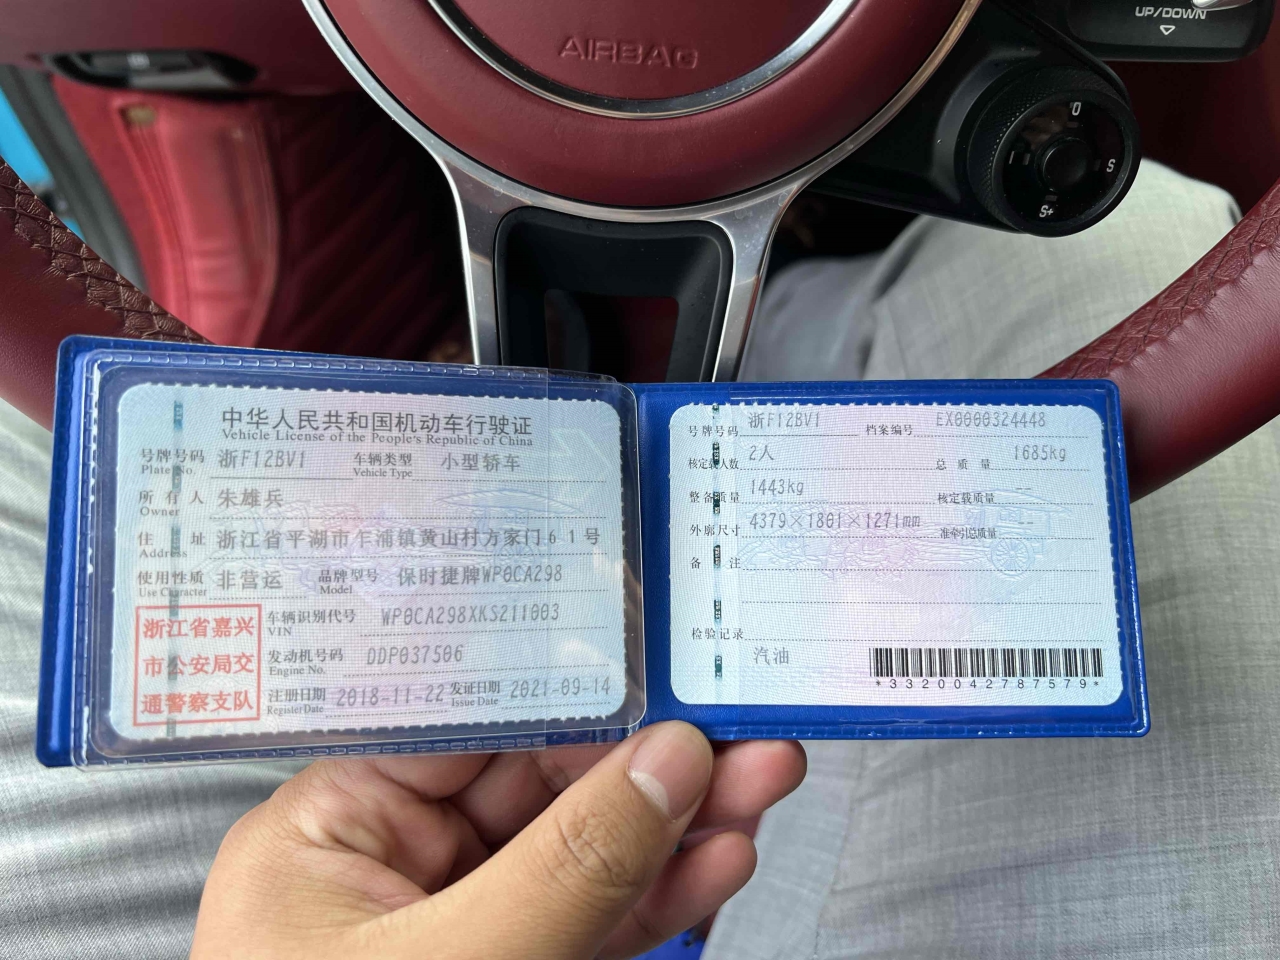 AIRBAG
UP/DOWN
0
I
S
S+
中华人民共和国机动车行驶证
Vehicle License of the People's Republic of China
号牌号码 浙F12BV1 车辆类型 小型轿车
Plate No. Vehicle Type
所有人 朱雄兵
Owner
住址 浙江省平湖市乍浦镇黄山村方家门61号
Address
使用性质 非营运 品牌型号 保时捷牌WP0CA298
Use Character Model
浙江省嘉兴
市公安局交
通警察支队
车辆识别代号 WP0CA298XKS211003
VIN
发动机号码 DDP037506
Engine No.
注册日期 2018-11-22 发证日期 2021-09-14
Register Date Issue Date
号牌号码 浙F12BV1 档案编号 EX0000324448
核定载人数 2人 总质量 1685kg
整备质量 1443kg 核定载质量 --
外廓尺寸 4379×1801×1271mm 准牵引总质量 --
备注
检验记录
汽油
*3320042787579*